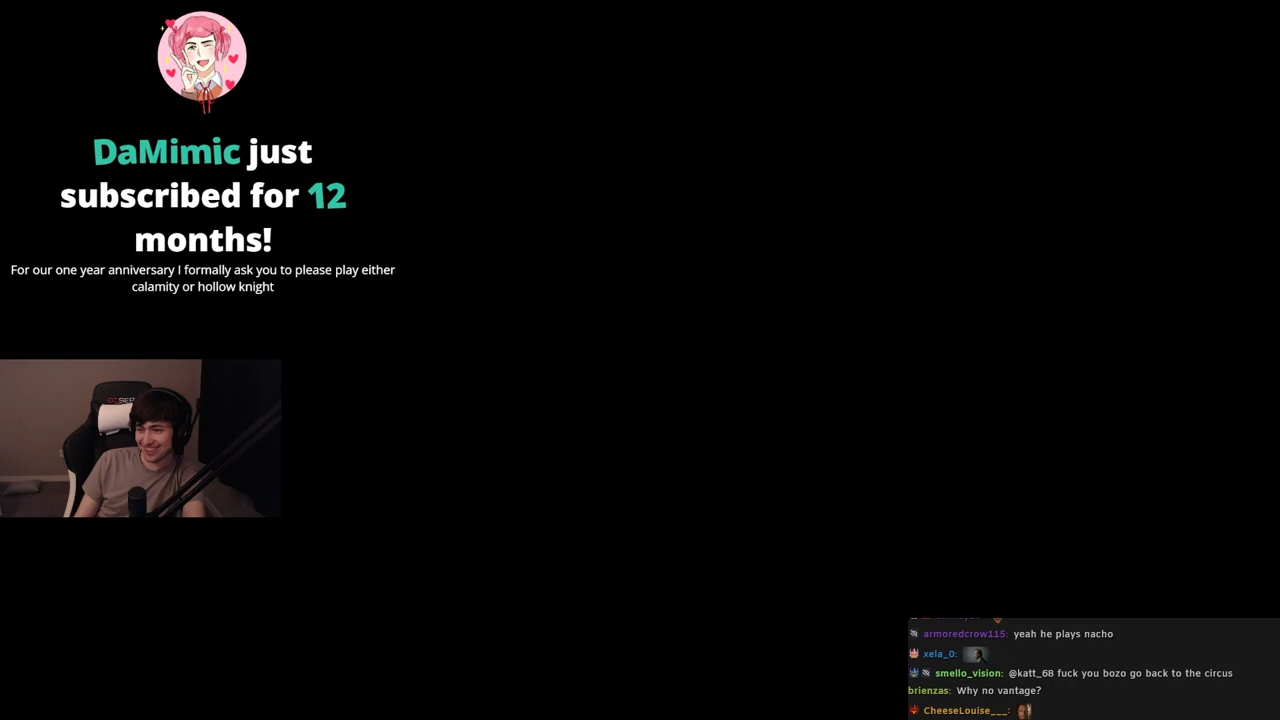 DaMimic just
subscribed for 12
months!
For our one year anniversary I formally ask you to please play either
calamity or hollow knight
armoredcrow115: yeah he plays nacho
xela_0:
smello_vision: @katt_68 fuck you bozo go back to the circus
brienzas: Why no vantage?
CheeseLouise___: